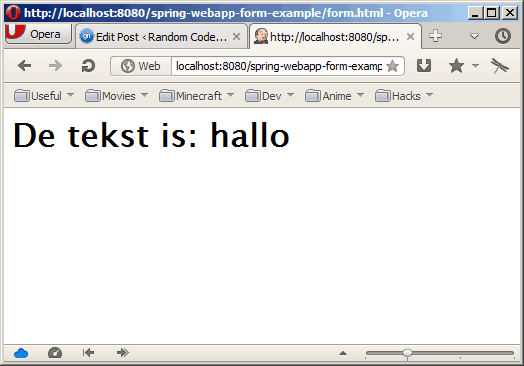 http://localhost:8080/spring-webapp-form-example/form.html - Opera
Opera
Edit Post ‹ Random Code...
http://localhost:8080/sp...
Web
localhost:8080/spring-webapp-form-examp
Useful
Movies
Minecraft
Dev
Anime
Hacks
De tekst is: hallo